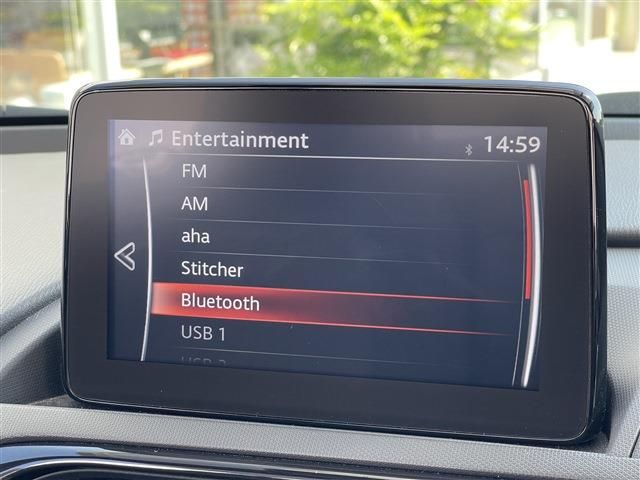 Entertainment
14:59
FM
AM
aha
Stitcher
Bluetooth
USB 1